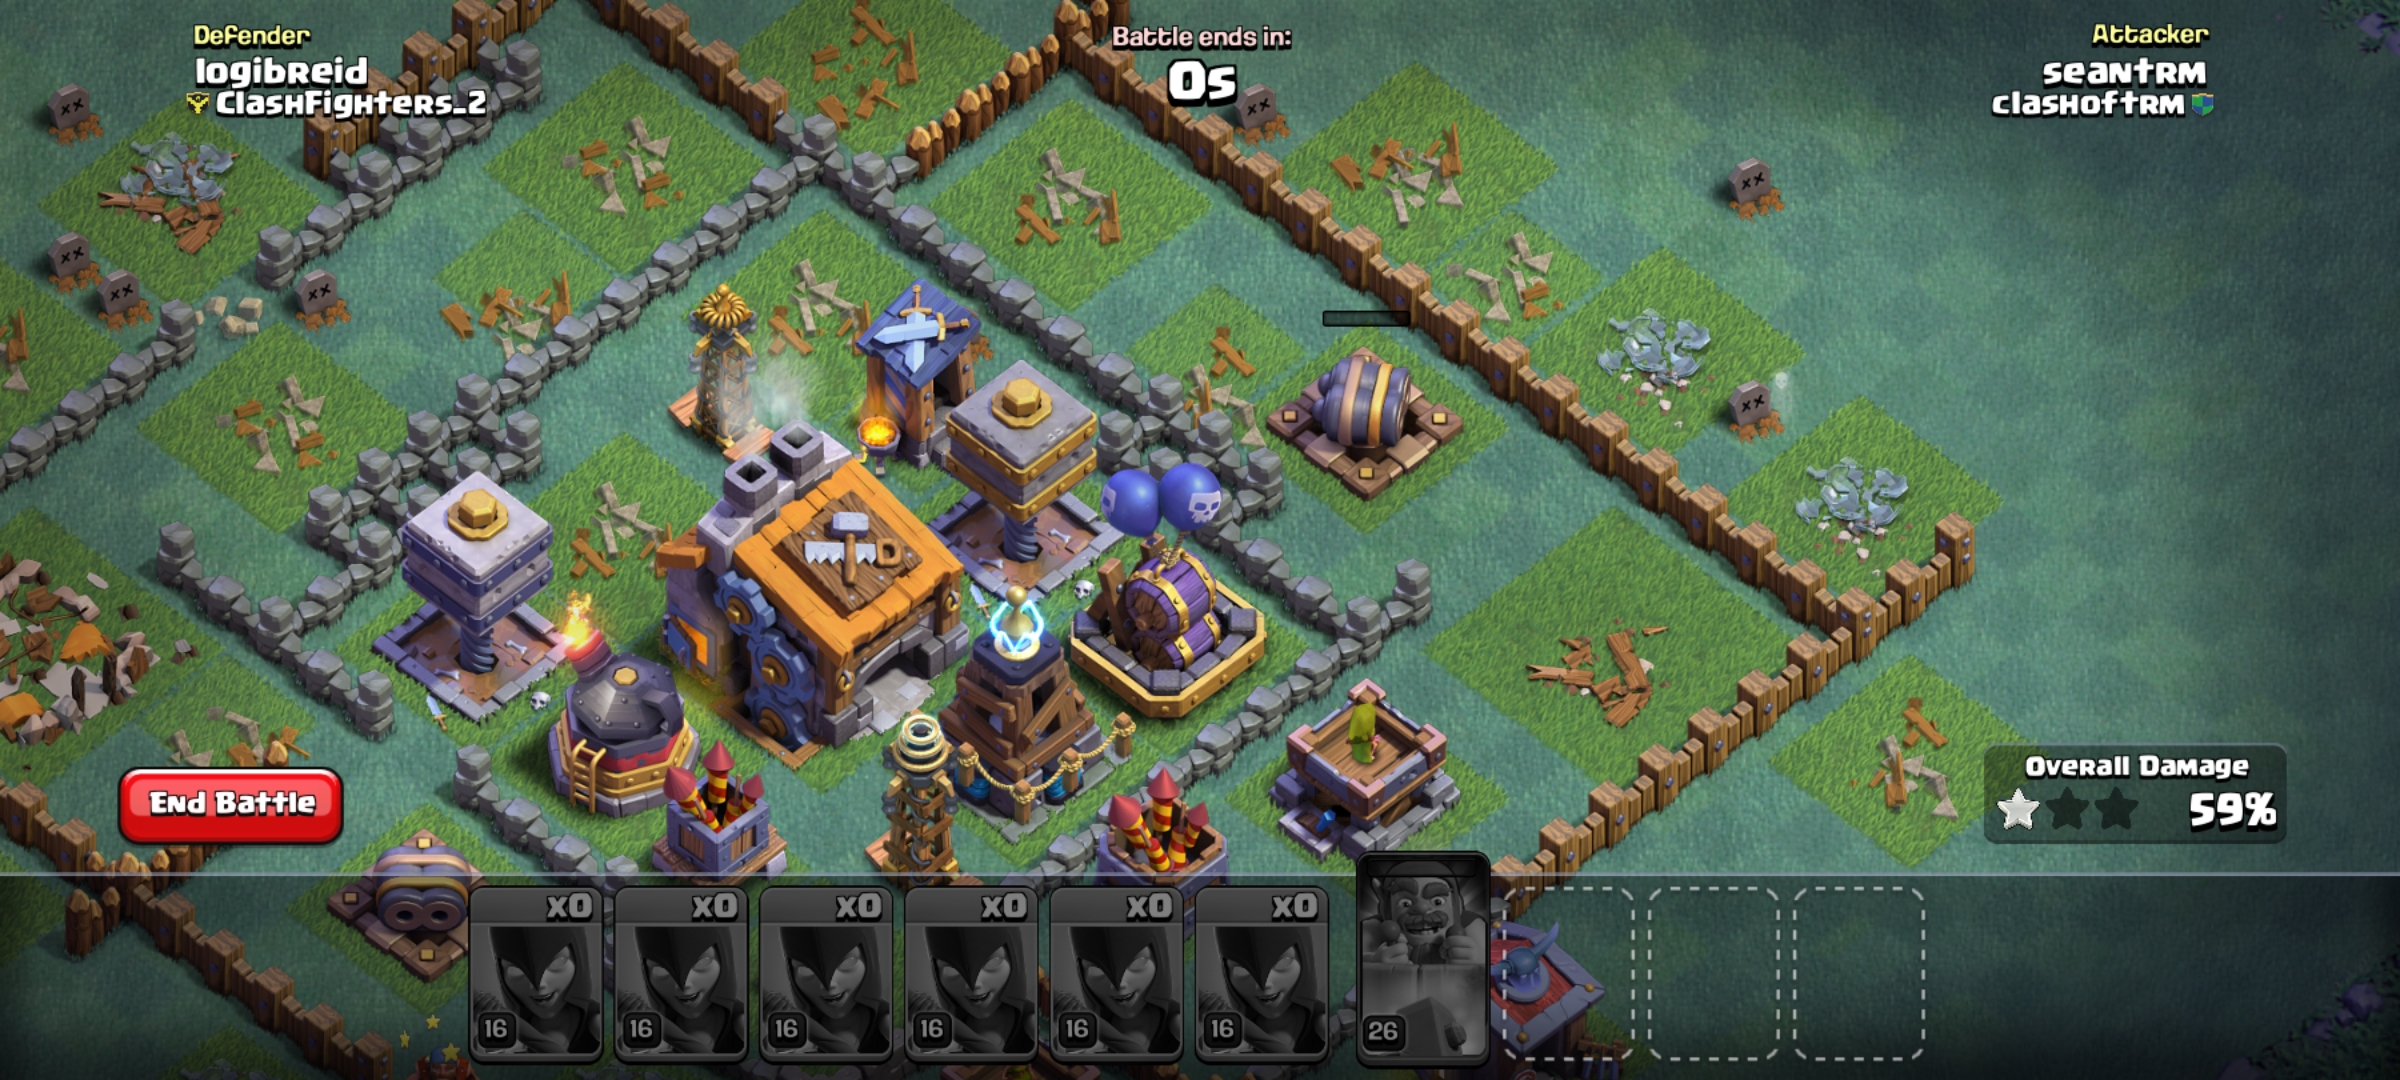 Defender
logibreid
ClashFighters_2
Battle ends in:
0s
Attacker
seantrm
clashoftrm
End Battle
Overall Damage
59%
x0
x0
x0
x0
x0
x0
16
16
16
16
16
16
26